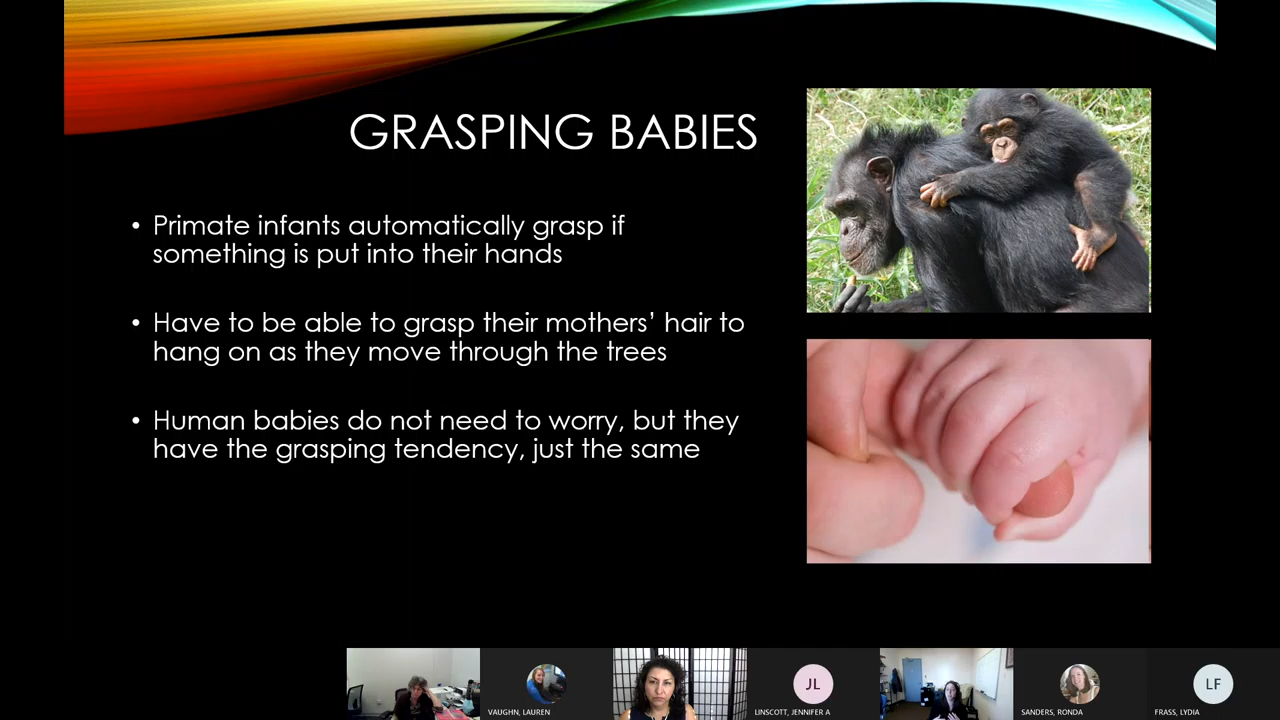 GRASPING BABIES
• Primate infants automatically grasp if
something is put into their hands
• Have to be able to grasp their mothers’ hair to
hang on as they move through the trees
• Human babies do not need to worry, but they
have the grasping tendency, just the same
JL
LF
VAUGHN, LAUREN
LINSCOTT, JENNIFER A
SANDERS, RONDA
FRASS, LYDIA